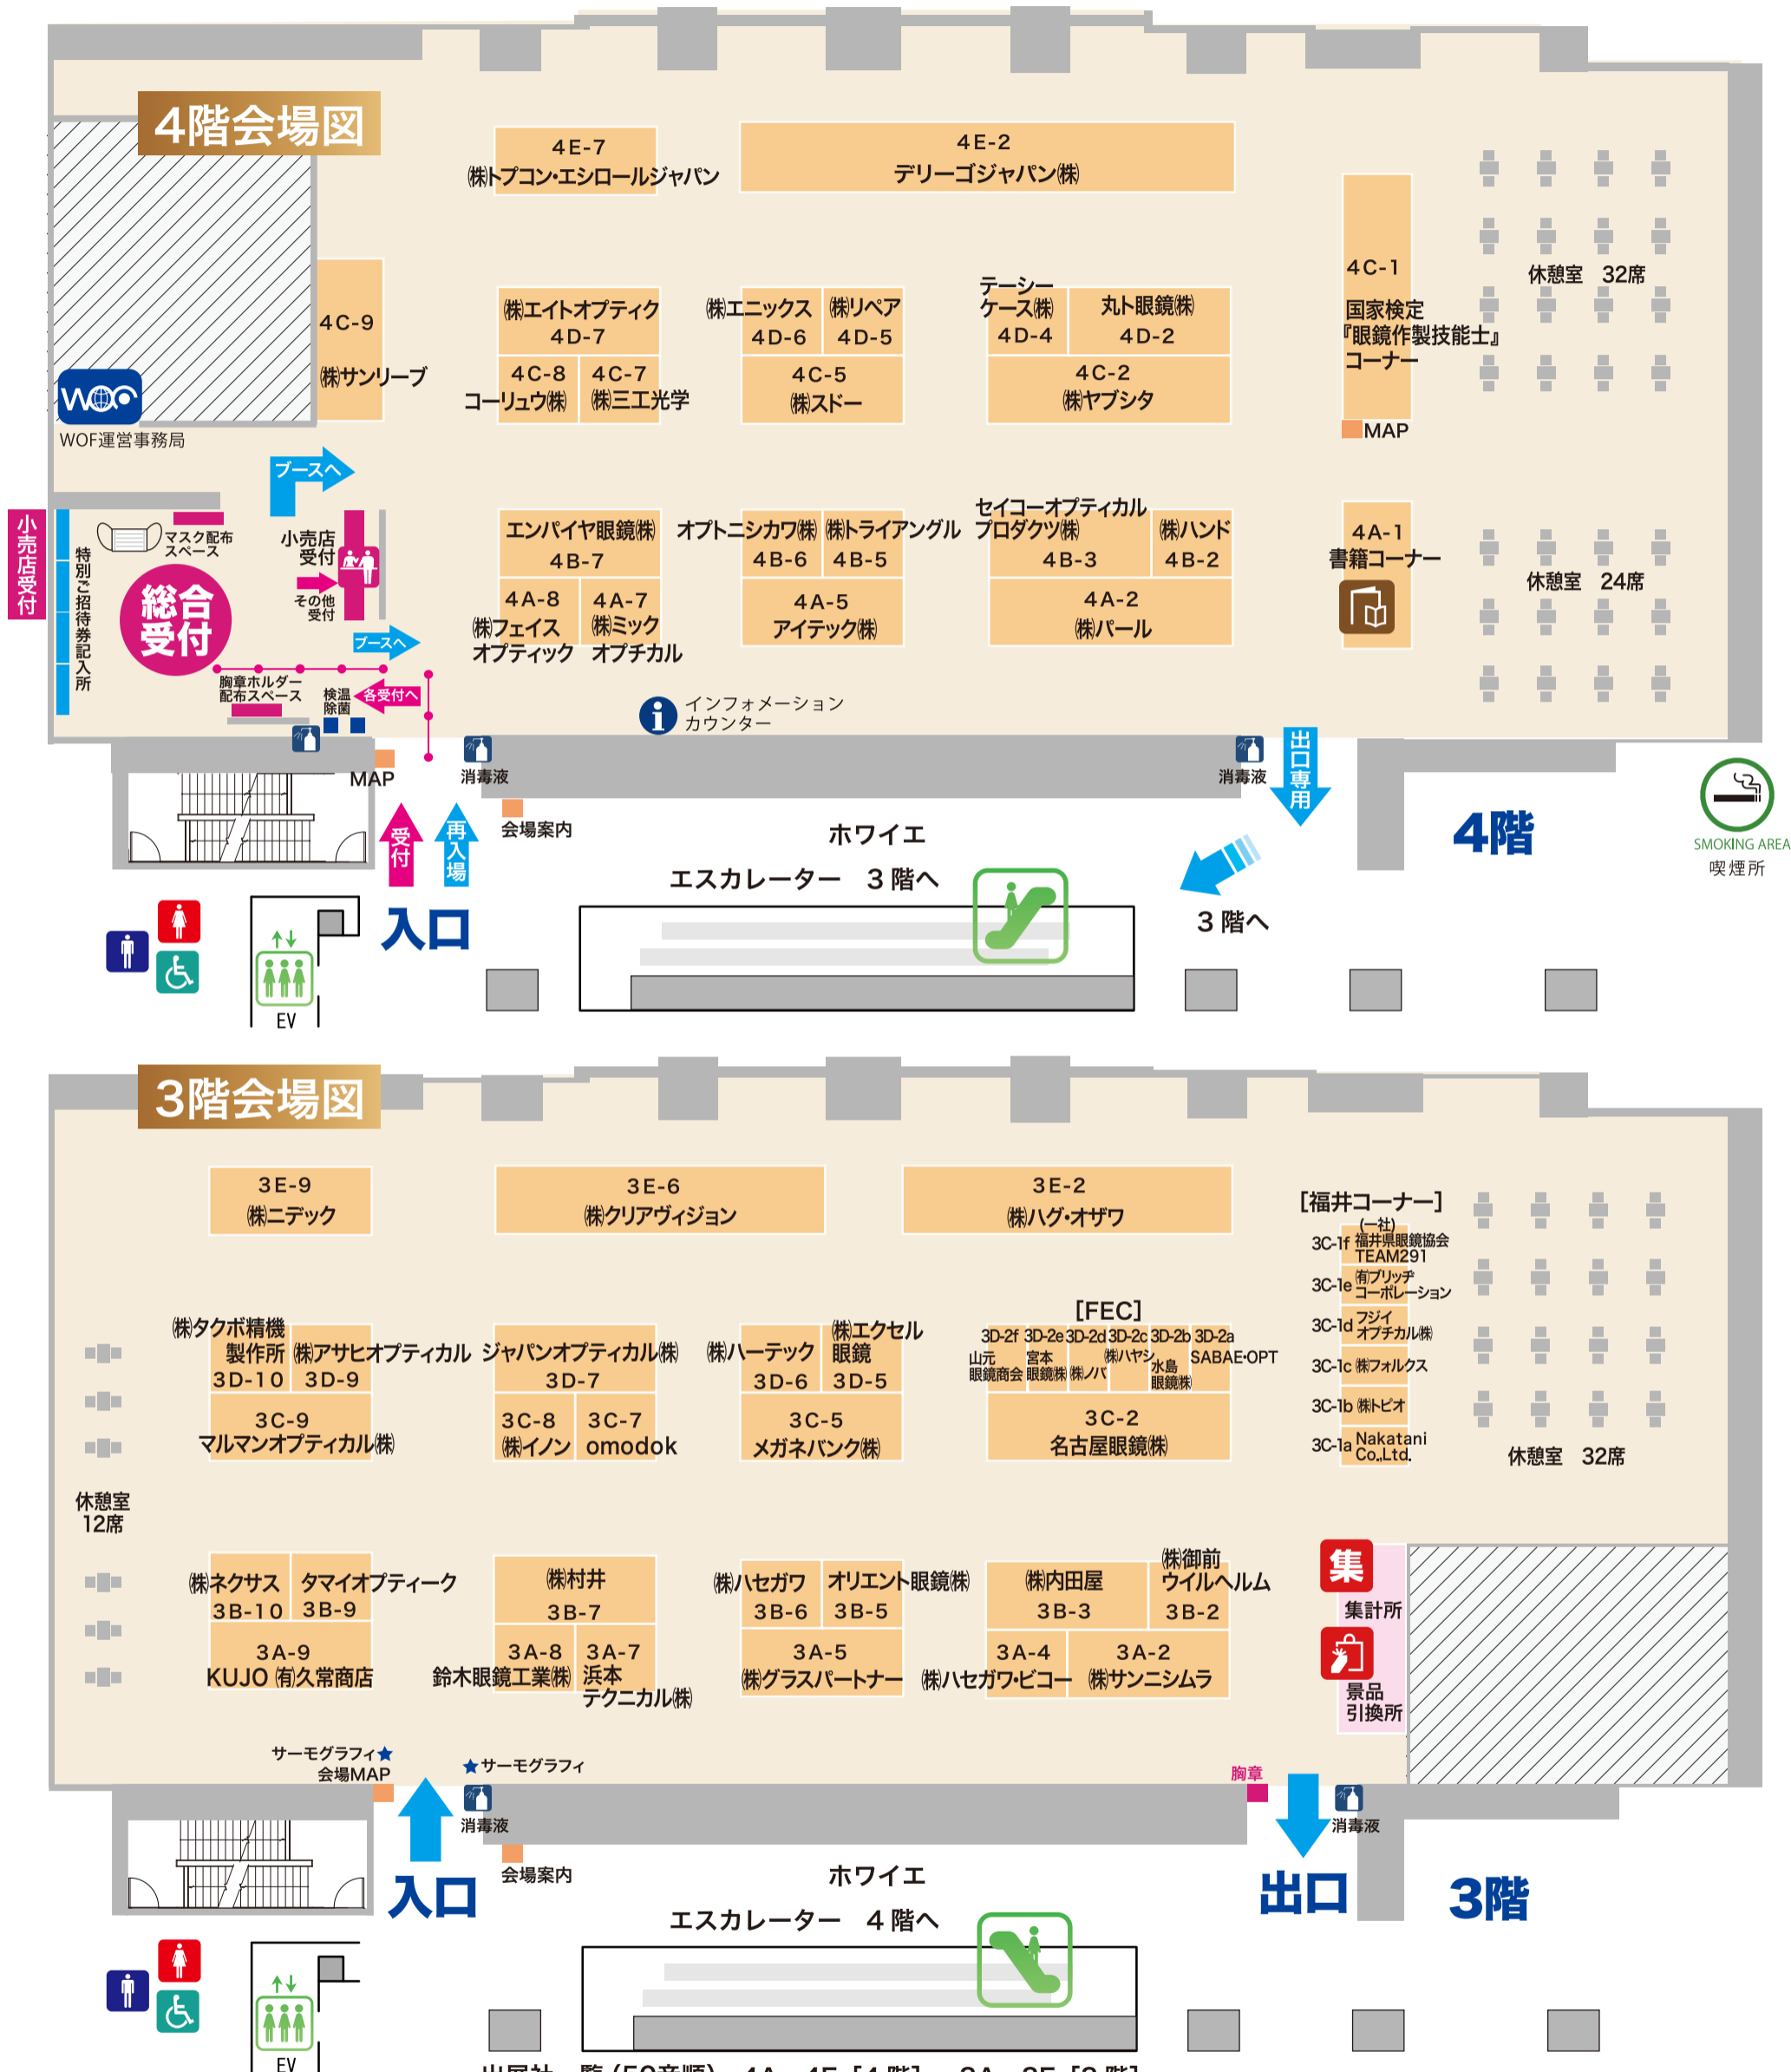 4階会場図
4E-7
㈱トプコン・エシロールジャパン
4E-2
デリーゴジャパン㈱
4C-9
㈱サンリーブ
㈱エイトオプティク
4D-7
4C-8
コーリュウ㈱
4C-7
㈱三工光学
㈱エニックス
4D-6
㈱リペア
4D-5
4C-5
㈱スドー
テーシー
ケース㈱
4D-4
丸ト眼鏡㈱
4D-2
4C-2
㈱ヤブシタ
4C-1
国家検定
『眼鏡作製技能士』
コーナー
MAP
休憩室 32席
WOF
WOF運営事務局
ブースへ
小売店受付
特別ご招待券記入所
マスク配布
スペース
総合
受付
小売店
受付
その他
受付
ブースへ
胸章ホルダー
配布スペース
検温
除菌
各受付へ
エンパイヤ眼鏡㈱
4B-7
4A-8
㈱フェイス
オプティック
4A-7
㈱ミック
オプチカル
オプトニシカワ㈱
4B-6
㈱トライアングル
4B-5
4A-5
アイテック㈱
セイコーオプティカル
プロダクツ㈱
4B-3
㈱ハンド
4B-2
4A-2
㈱パール
4A-1
書籍コーナー
休憩室 24席
インフォメーション
カウンター
MAP
消毒液
消毒液
出口専用
受付
再入場
会場案内
ホワイエ
エスカレーター 3階へ
3階へ
4階
SMOKING AREA
喫煙所
入口
EV
3階会場図
3E-9
㈱ニデック
3E-6
㈱クリアヴィジョン
3E-2
㈱ハグ・オザワ
[福井コーナー]
3C-1f
(一社)
福井県眼鏡協会
TEAM291
3C-1e
㈲ブリッヂ
コーポレーション
3C-1d
フジイ
オプチカル㈱
3C-1c ㈱フォルクス
3C-1b ㈱トピオ
3C-1a
Nakatani
Co.,Ltd.
休憩室 32席
㈱タクボ精機
製作所
3D-10
㈱アサヒオプティカル
3D-9
3C-9
マルマンオプティカル㈱
ジャパンオプティカル㈱
3D-7
3C-8
㈱イノン
3C-7
omodok
㈱ハーテック
3D-6
㈱エクセル
眼鏡
3D-5
3C-5
メガネバンク㈱
[FEC]
3D-2f
山元
眼鏡商会
3D-2e
宮本
眼鏡㈱
3D-2d
㈱ノバ
3D-2c
㈱ハヤシ
3D-2b
水島
眼鏡㈱
3D-2a
SABAE・OPT
3C-2
名古屋眼鏡㈱
休憩室
12席
㈱ネクサス
3B-10
タマイオプティーク
3B-9
3A-9
KUJO ㈲久常商店
㈱村井
3B-7
3A-8
鈴木眼鏡工業㈱
3A-7
浜本
テクニカル㈱
㈱ハセガワ
3B-6
オリエント眼鏡㈱
3B-5
3A-5
㈱グラスパートナー
㈱内田屋
3B-3
㈱御前
ウイルヘルム
3B-2
3A-4
㈱ハセガワ・ビコー
3A-2
㈱サンニシムラ
集
集計所
景品
引換所
サーモグラフィ★
会場MAP
★サーモグラフィ
消毒液
会場案内
胸章
消毒液
入口
ホワイエ
出口
3階
エスカレーター 4階へ
EV